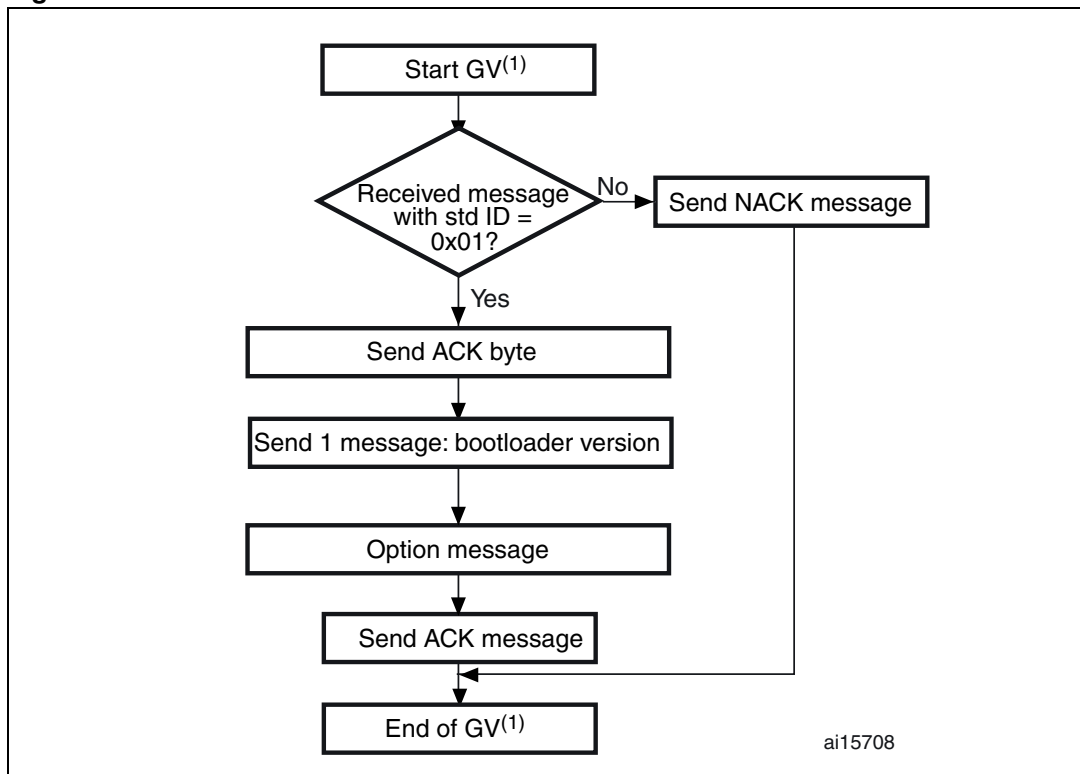 Start GV(1)
Received message
with std ID =
0x01?
No
Send NACK message
Yes
Send ACK byte
Send 1 message: bootloader version
Option message
Send ACK message
End of GV(1)
ai15708